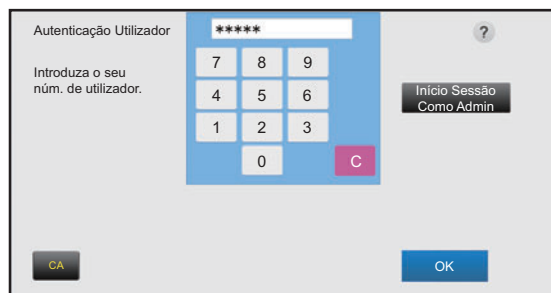 Autenticação Utilizador
*****
?
Introduza o seu
núm. de utilizador.
7 8 9
4 5 6
1 2 3
0 C
Início Sessão
Como Admin
CA
OK